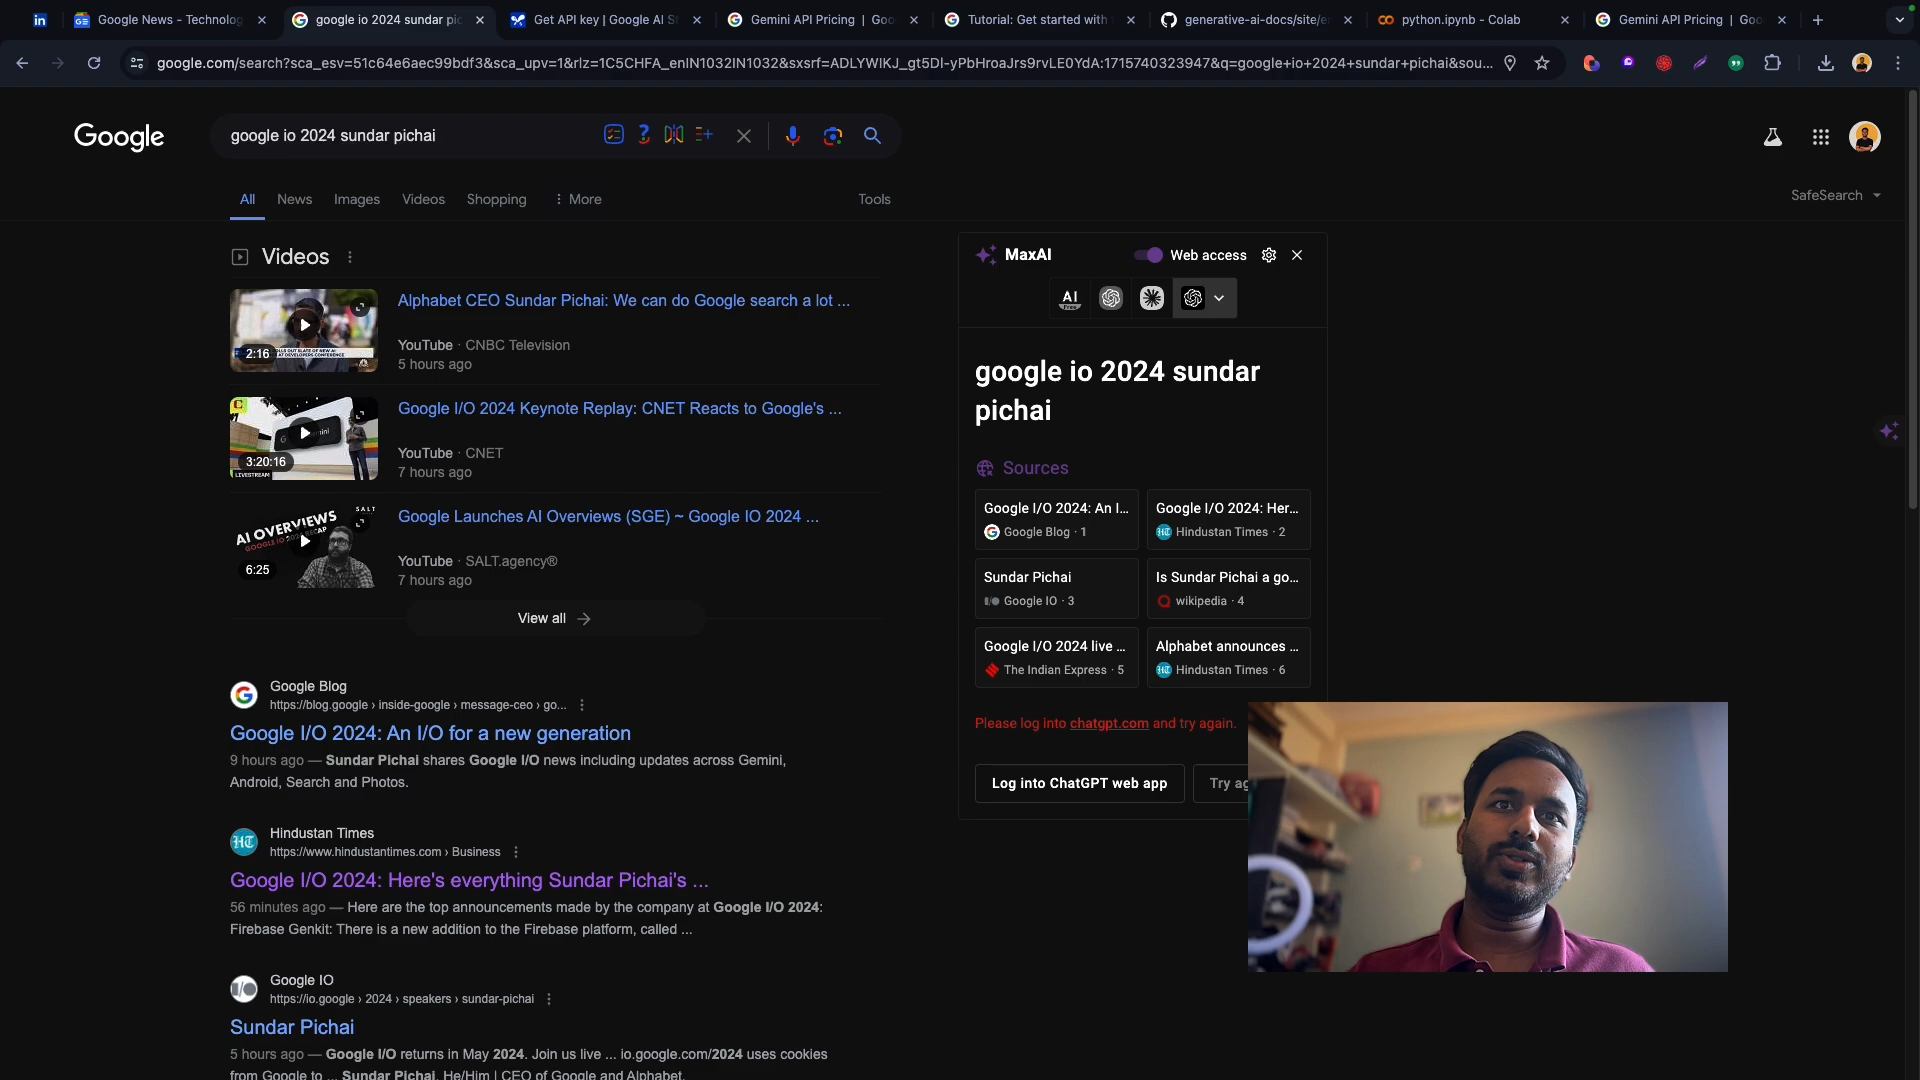 Google News - Technolog
google io 2024 sundar pic
Get API key | Google AI S
Gemini API Pricing | Goo
Tutorial: Get started with
generative-ai-docs/site/e
python.ipynb - Colab
Gemini API Pricing | Goo
google.com/search?sca_esv=51c64e6aec99bdf3&sca_upv=1&rlz=1C5CHFA_enIN1032IN1032&sxsrf=ADLYWIKJ_gt5DI-yPbHroaJrs9rvLE0YdA:1715740323947&q=google+io+2024+sundar+pichai&sou...
Google
google io 2024 sundar pichai
All
News
Images
Videos
Shopping
More
Tools
SafeSearch
Videos
2:16
Alphabet CEO Sundar Pichai: We can do Google search a lot ...
YouTube · CNBC Television
5 hours ago
3:20:16
LIVESTREAM
Google I/O 2024 Keynote Replay: CNET Reacts to Google's ...
YouTube · CNET
7 hours ago
AI OVERVIEWS
SALT
6:25
Google Launches AI Overviews (SGE) ~ Google IO 2024 ...
YouTube · SALT.agency®
7 hours ago
View all
Google Blog
https://blog.google › inside-google › message-ceo › go...
Google I/O 2024: An I/O for a new generation
9 hours ago — Sundar Pichai shares Google I/O news including updates across Gemini,
Android, Search and Photos.
Hindustan Times
https://www.hindustantimes.com › Business
Google I/O 2024: Here's everything Sundar Pichai's ...
56 minutes ago — Here are the top announcements made by the company at Google I/O 2024:
Firebase Genkit: There is a new addition to the Firebase platform, called ...
Google IO
https://io.google › 2024 › speakers › sundar-pichai
Sundar Pichai
5 hours ago — Google I/O returns in May 2024. Join us live ... io.google.com/2024 uses cookies
from Google to ... Sundar Pichai. He/Him | CEO of Google and Alphabet.
MaxAI
Web access
AI
google io 2024 sundar
pichai
Sources
Google I/O 2024: An I...
Google Blog · 1
Google I/O 2024: Her...
Hindustan Times · 2
Sundar Pichai
Google IO · 3
Is Sundar Pichai a go...
wikipedia · 4
Google I/O 2024 live ...
The Indian Express · 5
Alphabet announces ...
Hindustan Times · 6
Please log into chatgpt.com and try again.
Log into ChatGPT web app
Try ag